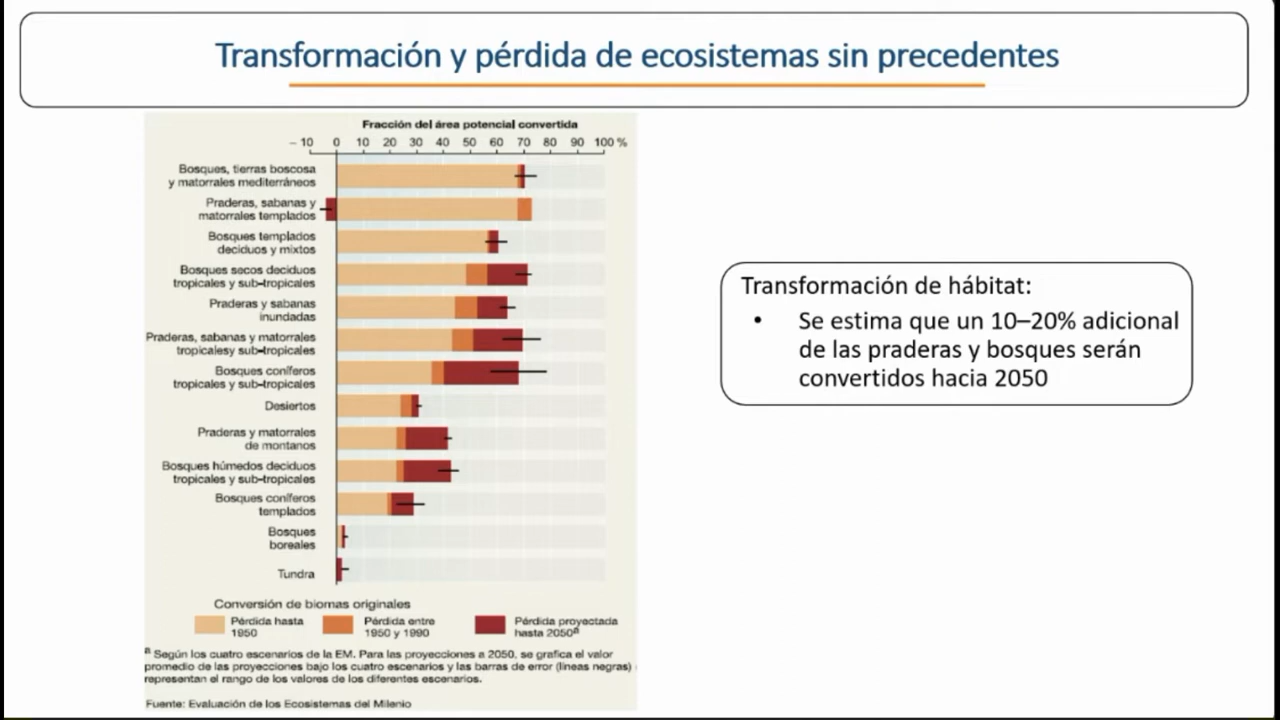 Transformación y pérdida de ecosistemas sin precedentes
Fracción del área potencial convertida
– 10 0 10 20 30 40 50 60 70 80 90 100 %
Bosques, tierras boscosa
y matorrales mediterráneos
Praderas, sabanas y
matorrales templados
Bosques templados
deciduos y mixtos
Bosques secos deciduos
tropicales y sub-tropicales
Praderas y sabanas
inundadas
Praderas, sabanas y matorrales
tropicalesy sub-tropicales
Bosques coníferos
tropicales y sub-tropicales
Desiertos
Praderas y matorrales
de montanos
Bosques húmedos deciduos
tropicales y sub-tropicales
Bosques coníferos
templados
Bosques
boreales
Tundra
Conversión de biomas originales
Pérdida hasta
1950
Pérdida entre
1950 y 1990
Pérdida proyectada
hasta 2050ª
ª Según los cuatro escenarios de la EM. Para las proyecciones a 2050, se grafica el valor
promedio de las proyecciones bajo los cuatro escenarios y las barras de error (líneas negras)
representan el rango de los valores de los diferentes escenarios.
Fuente: Evaluación de los Ecosistemas del Milenio
Transformación de hábitat:
• Se estima que un 10–20% adicional
de las praderas y bosques serán
convertidos hacia 2050